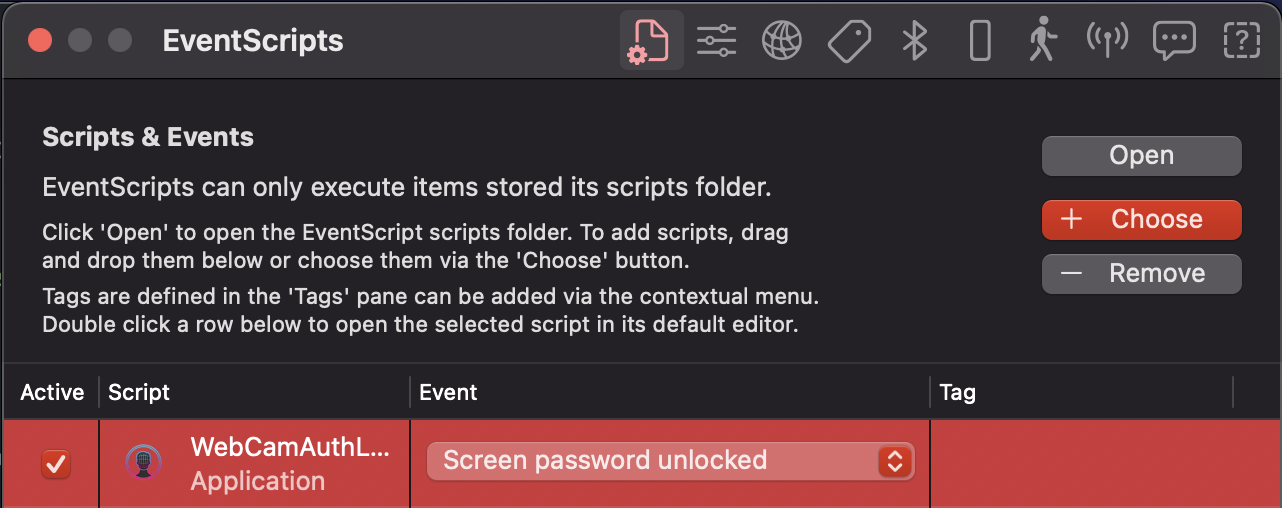 EventScripts
Scripts & Events
EventScripts can only execute items stored its scripts folder.
Click 'Open' to open the EventScript scripts folder. To add scripts, drag
and drop them below or choose them via the 'Choose' button.
Tags are defined in the 'Tags' pane can be added via the contextual menu.
Double click a row below to open the selected script in its default editor.
Open
+ Choose
– Remove
Active Script Event Tag
WebCamAuthL...
Application
Screen password unlocked